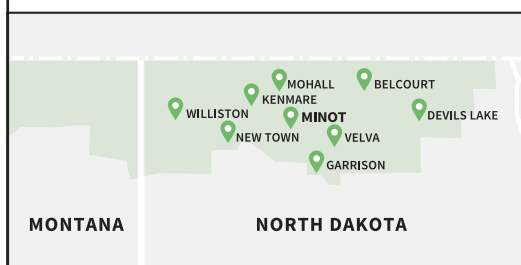 MOHALL
BELCOURT
KENMARE
WILLISTON
MINOT
DEVILS LAKE
NEW TOWN
VELVA
GARRISON
MONTANA
NORTH DAKOTA